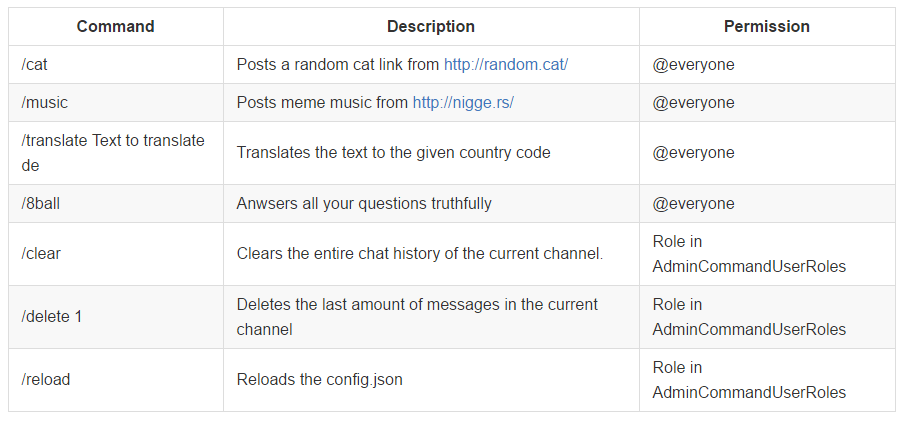 Command Description Permission
/cat Posts a random cat link from http://random.cat/ @everyone
/music Posts meme music from http://nigge.rs/ @everyone
/translate Text to translate
de
Translates the text to the given country code
@everyone
/8ball Anwsers all your questions truthfully @everyone
/clear
Clears the entire chat history of the current channel.
Role in
AdminCommandUserRoles
/delete 1
Deletes the last amount of messages in the current
channel
Role in
AdminCommandUserRoles
/reload
Reloads the config.json
Role in
AdminCommandUserRoles